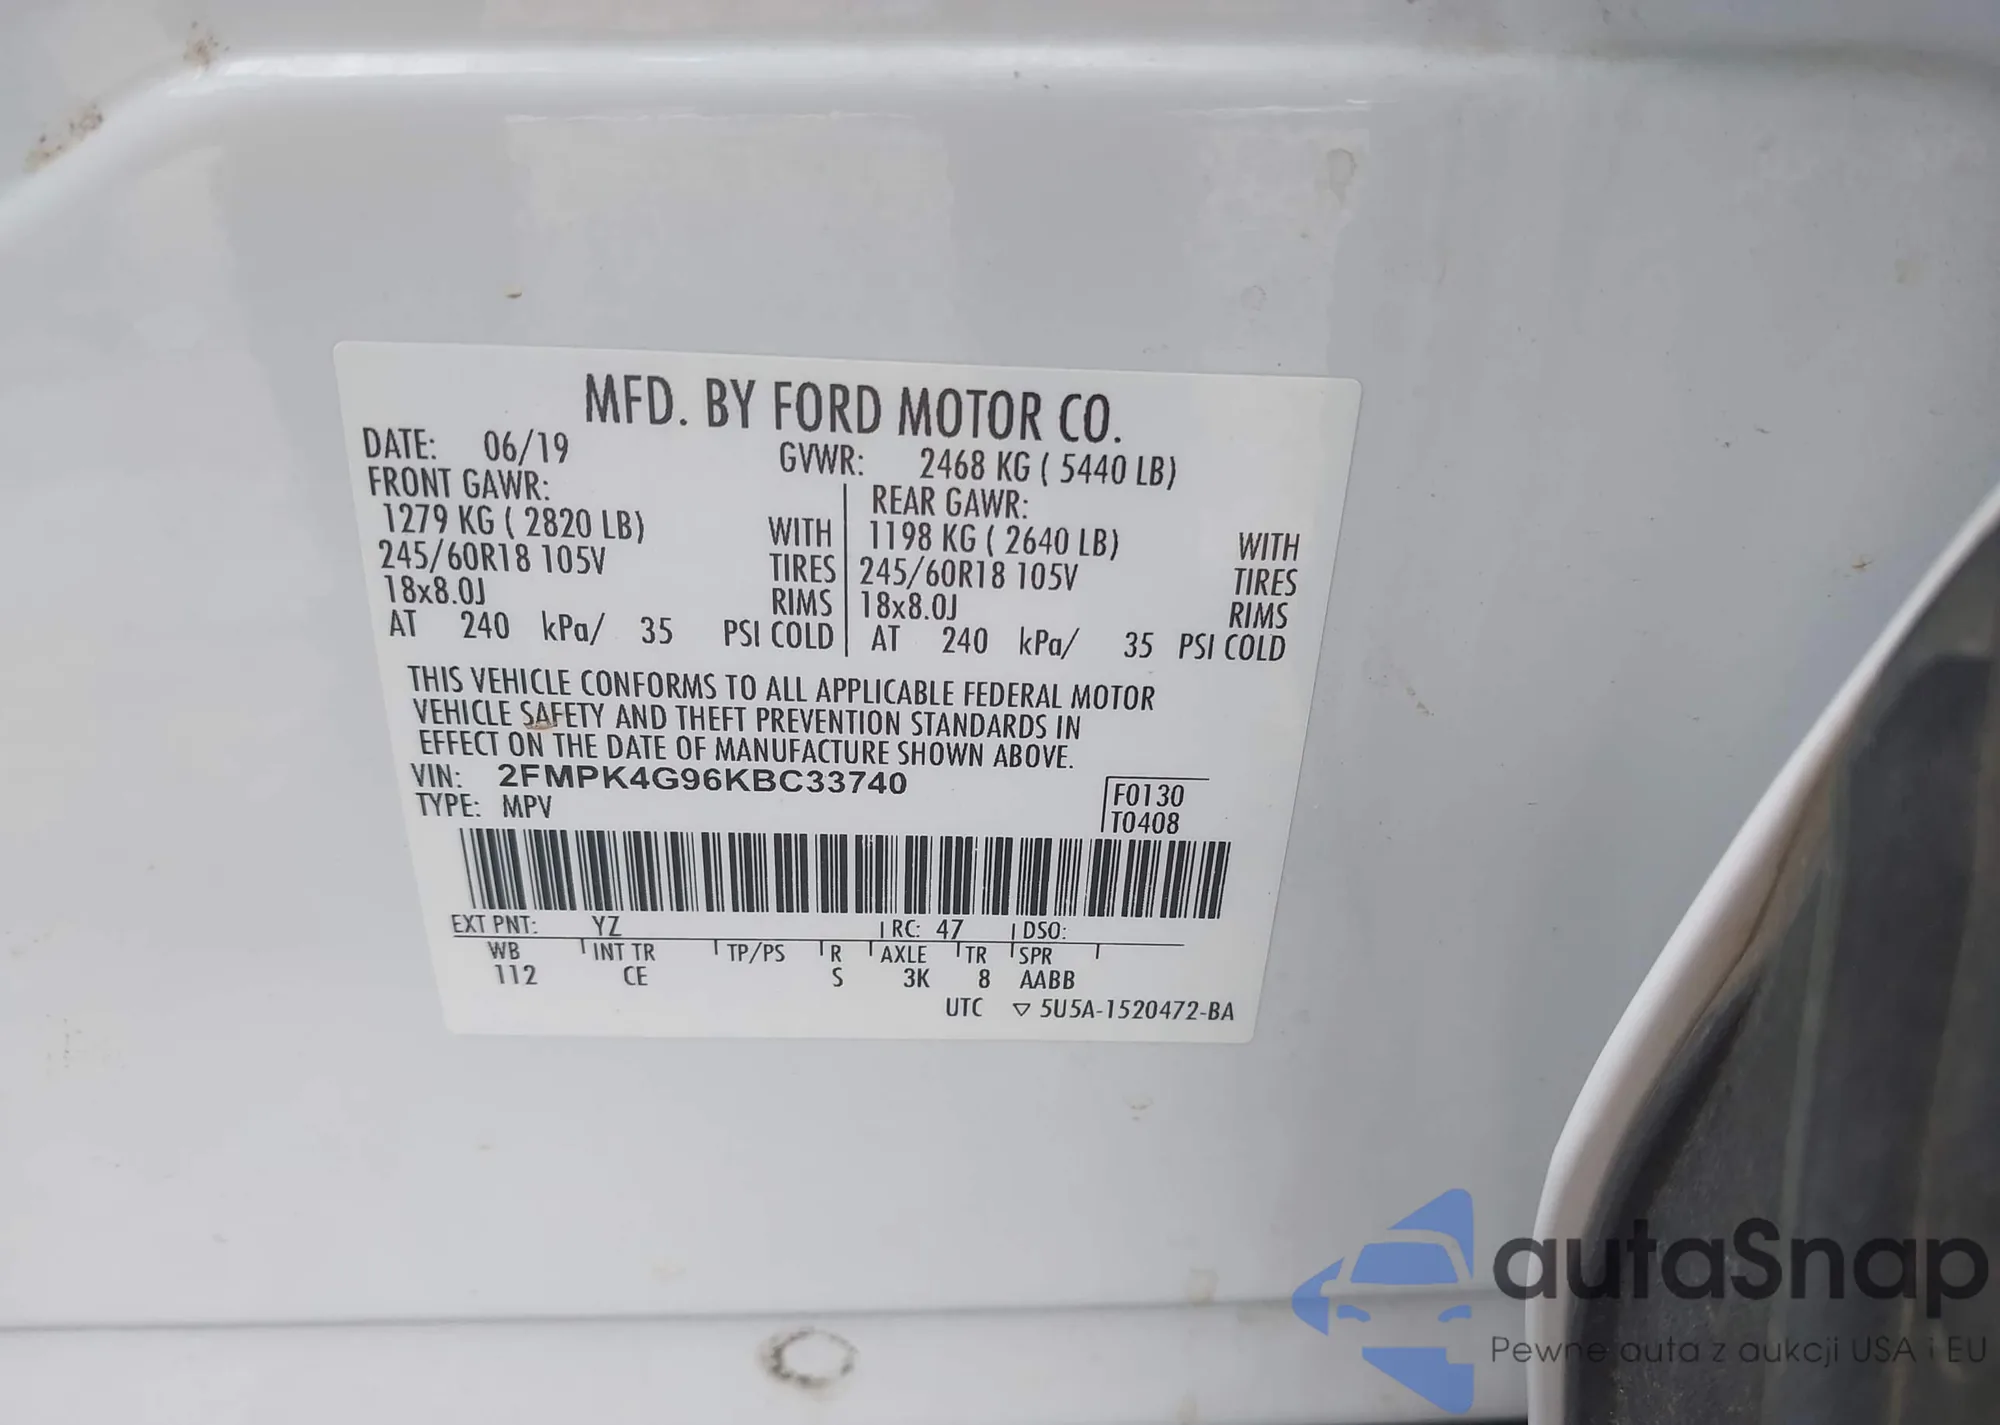 MFD. BY FORD MOTOR CO.
DATE: 06/19 GVWR: 2468 KG ( 5440 LB)
FRONT GAWR: REAR GAWR:
1279 KG ( 2820 LB) WITH 1198 KG ( 2640 LB) WITH
245/60R18 105V TIRES 245/60R18 105V TIRES
18x8.0J RIMS 18x8.0J RIMS
AT 240 kPa/ 35 PSI COLD AT 240 kPa/ 35 PSI COLD
THIS VEHICLE CONFORMS TO ALL APPLICABLE FEDERAL MOTOR
VEHICLE SAFETY AND THEFT PREVENTION STANDARDS IN
EFFECT ON THE DATE OF MANUFACTURE SHOWN ABOVE.
VIN: 2FMPK4G96KBC33740
TYPE: MPV
F0130
T0408
EXT PNT: YZ RC: 47 DSO:
WB INT TR TP/PS R AXLE TR SPR
112 CE S 3K 8 AABB
UTC ▽ 5U5A-1520472-BA
autaSnap
Pewne auta z aukcji USA i EU